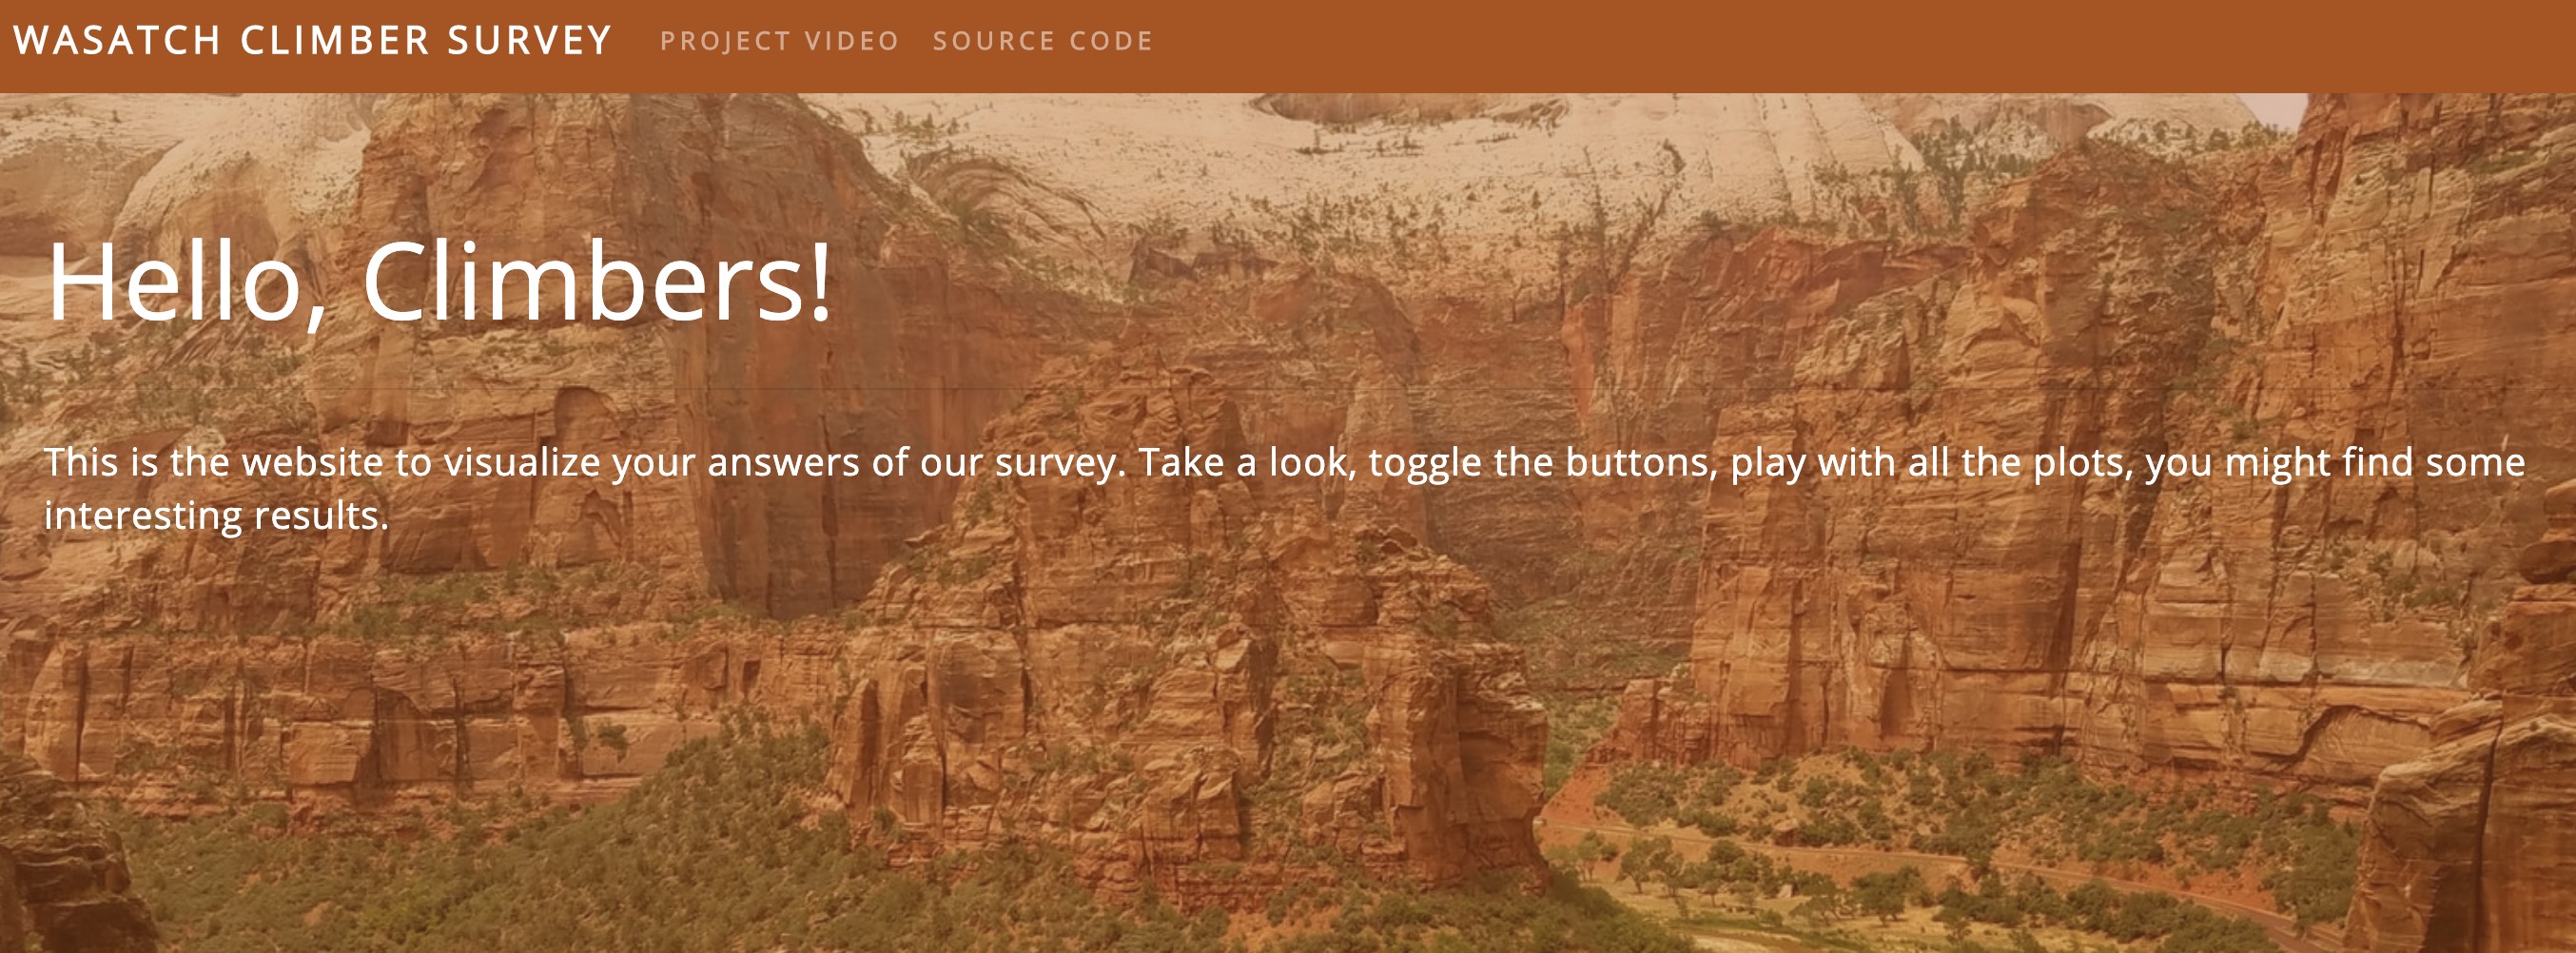 WASATCH CLIMBER SURVEY PROJECT VIDEO SOURCE CODE
Hello, Climbers!
This is the website to visualize your answers of our survey. Take a look, toggle the buttons, play with all the plots, you might find some
interesting results.